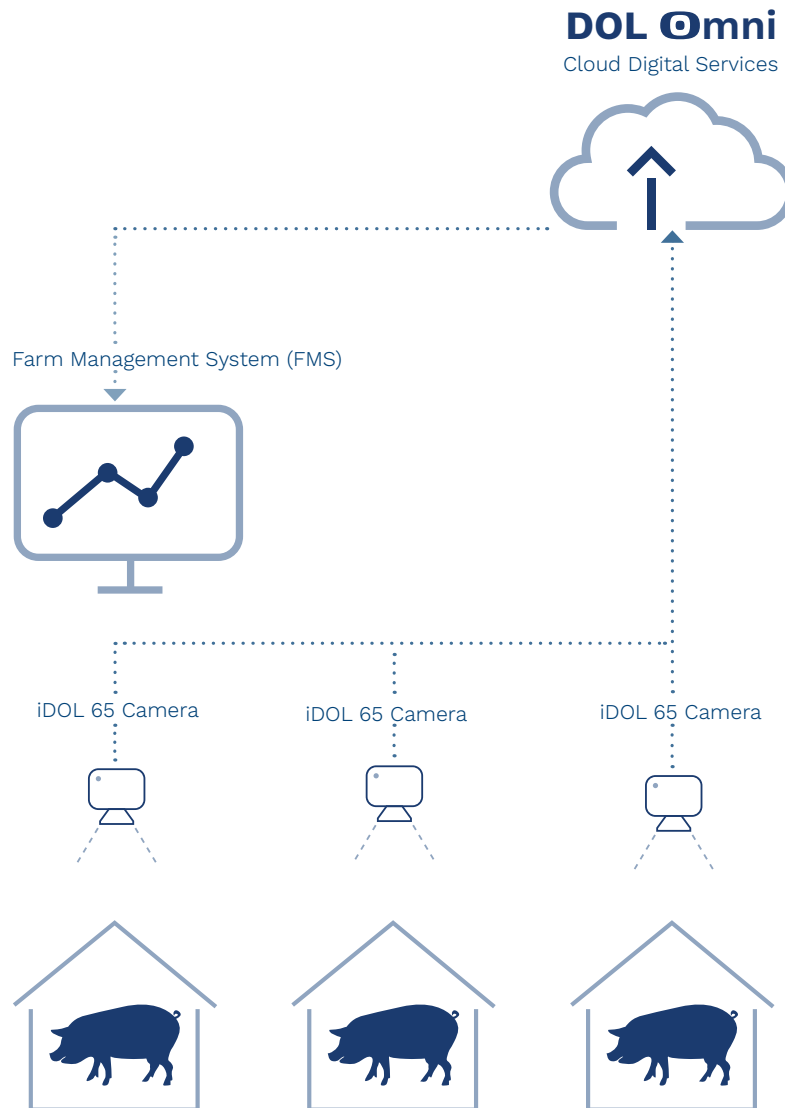 DOL Omni
Cloud Digital Services
Farm Management System (FMS)
iDOL 65 Camera
iDOL 65 Camera
iDOL 65 Camera